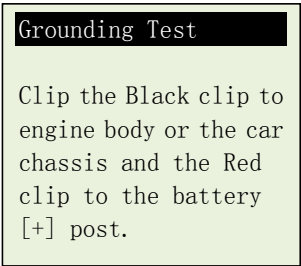 Grounding Test
Clip the Black clip to
engine body or the car
chassis and the Red
clip to the battery
[+] post.